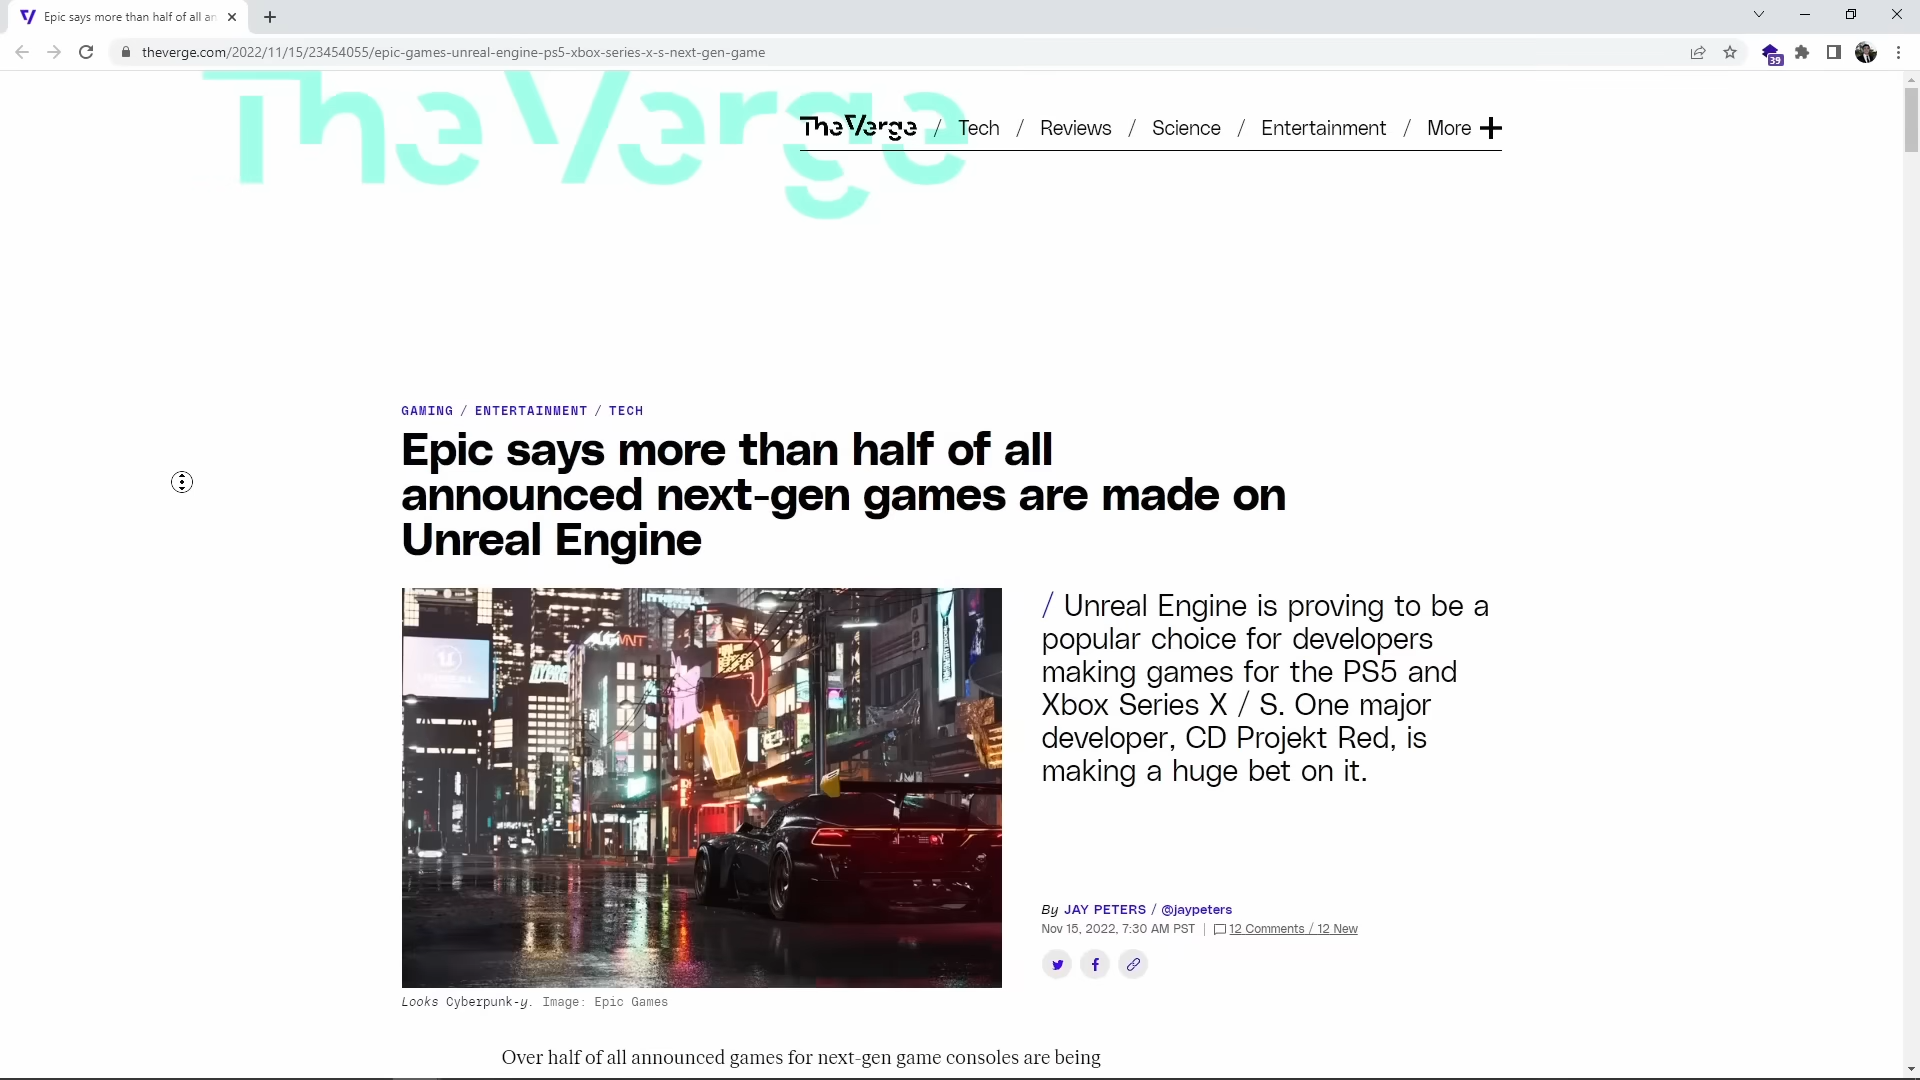 Epic says more than half of all an
theverge.com/2022/11/15/23454055/epic-games-unreal-engine-ps5-xbox-series-x-s-next-gen-game
39
The Verge
The Verge / Tech / Reviews / Science / Entertainment / More
GAMING / ENTERTAINMENT / TECH
Epic says more than half of all
announced next-gen games are made on
Unreal Engine
/ Unreal Engine is proving to be a
popular choice for developers
making games for the PS5 and
Xbox Series X / S. One major
developer, CD Projekt Red, is
making a huge bet on it.
AUGMNT
By JAY PETERS / @jaypeters
Nov 15, 2022, 7:30 AM PST | 12 Comments / 12 New
Looks Cyberpunk-y. Image: Epic Games
Over half of all announced games for next-gen game consoles are being